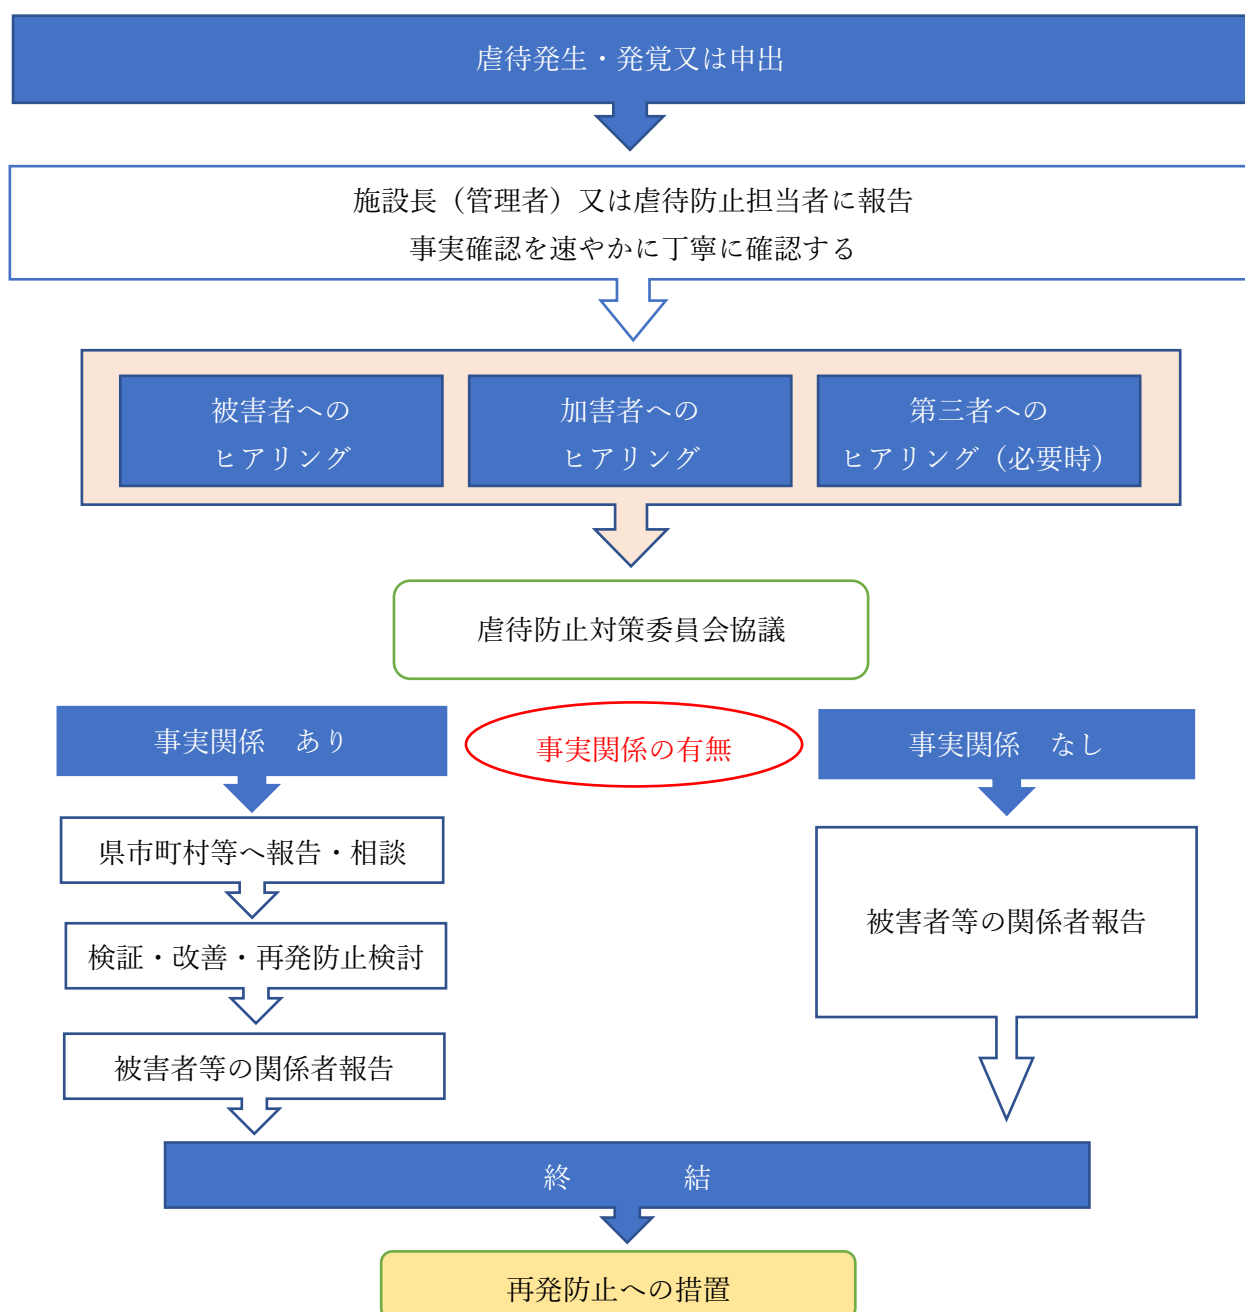 虐待発生・発覚又は申出
施設長（管理者）又は虐待防止担当者に報告
事実確認を速やかに丁寧に確認する
被害者への
ヒアリング
加害者への
ヒアリング
第三者への
ヒアリング（必要時）
虐待防止対策委員会協議
事実関係　あり
事実関係の有無
事実関係　なし
県市町村等へ報告・相談
検証・改善・再発防止検討
被害者等の関係者報告
被害者等の関係者報告
終　　　　結
再発防止への措置